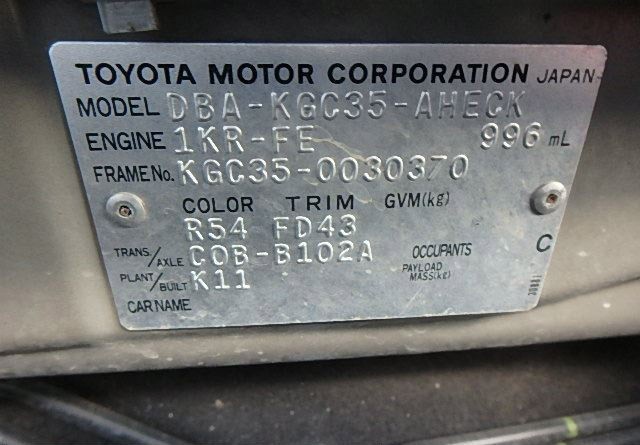 TOYOTA MOTOR CORPORATION JAPAN
MODEL DBA-KGC35-AHECK
ENGINE 1KR-FE 996 mL
FRAME No. KGC35-0030370
COLOR TRIM GVM(kg)
R54 FD43
TRANS./AXLE C0B-B102A OCCUPANTS C
PLANT/BUILT K11 PAYLOAD MASS(kg)
CAR NAME